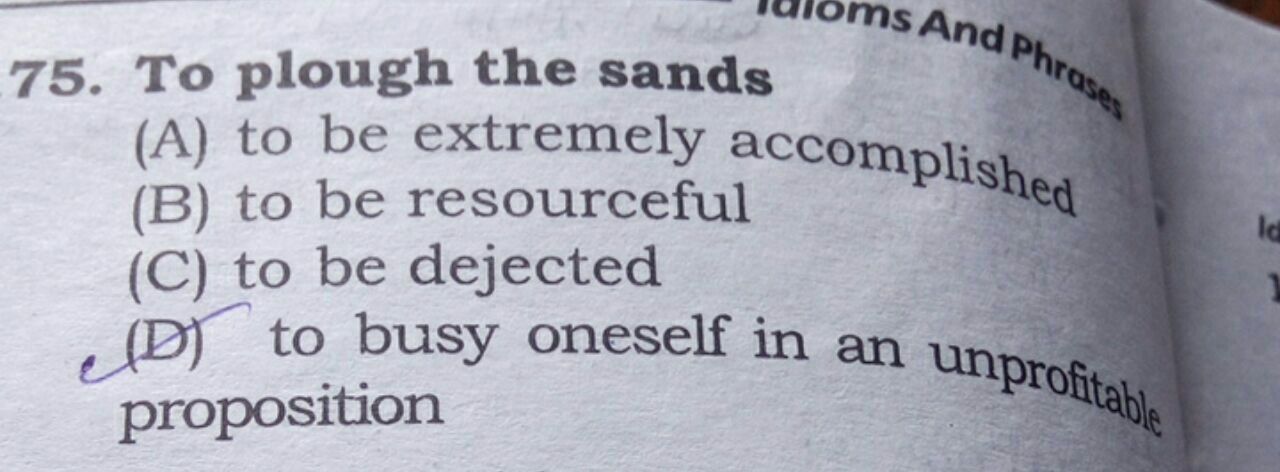 Idioms And Phrases
75. To plough the sands
(A) to be extremely accomplished
(B) to be resourceful
(C) to be dejected
(D) to busy oneself in an unprofitable
proposition